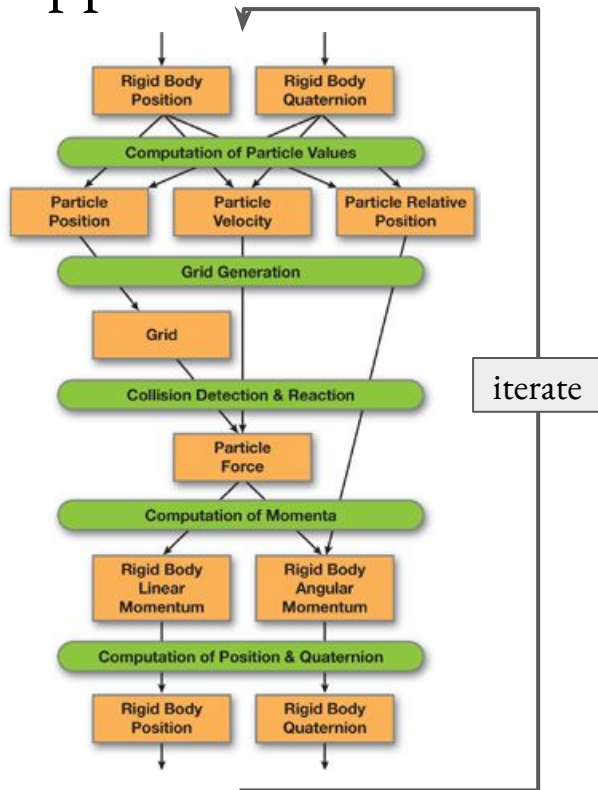 Rigid Body
Position
Rigid Body
Quaternion
Computation of Particle Values
Particle
Position
Particle
Velocity
Particle Relative
Position
Grid Generation
Grid
Collision Detection & Reaction
Particle
Force
Computation of Momenta
Rigid Body
Linear
Momentum
Rigid Body
Angular
Momentum
Computation of Position & Quaternion
Rigid Body
Position
Rigid Body
Quaternion
iterate